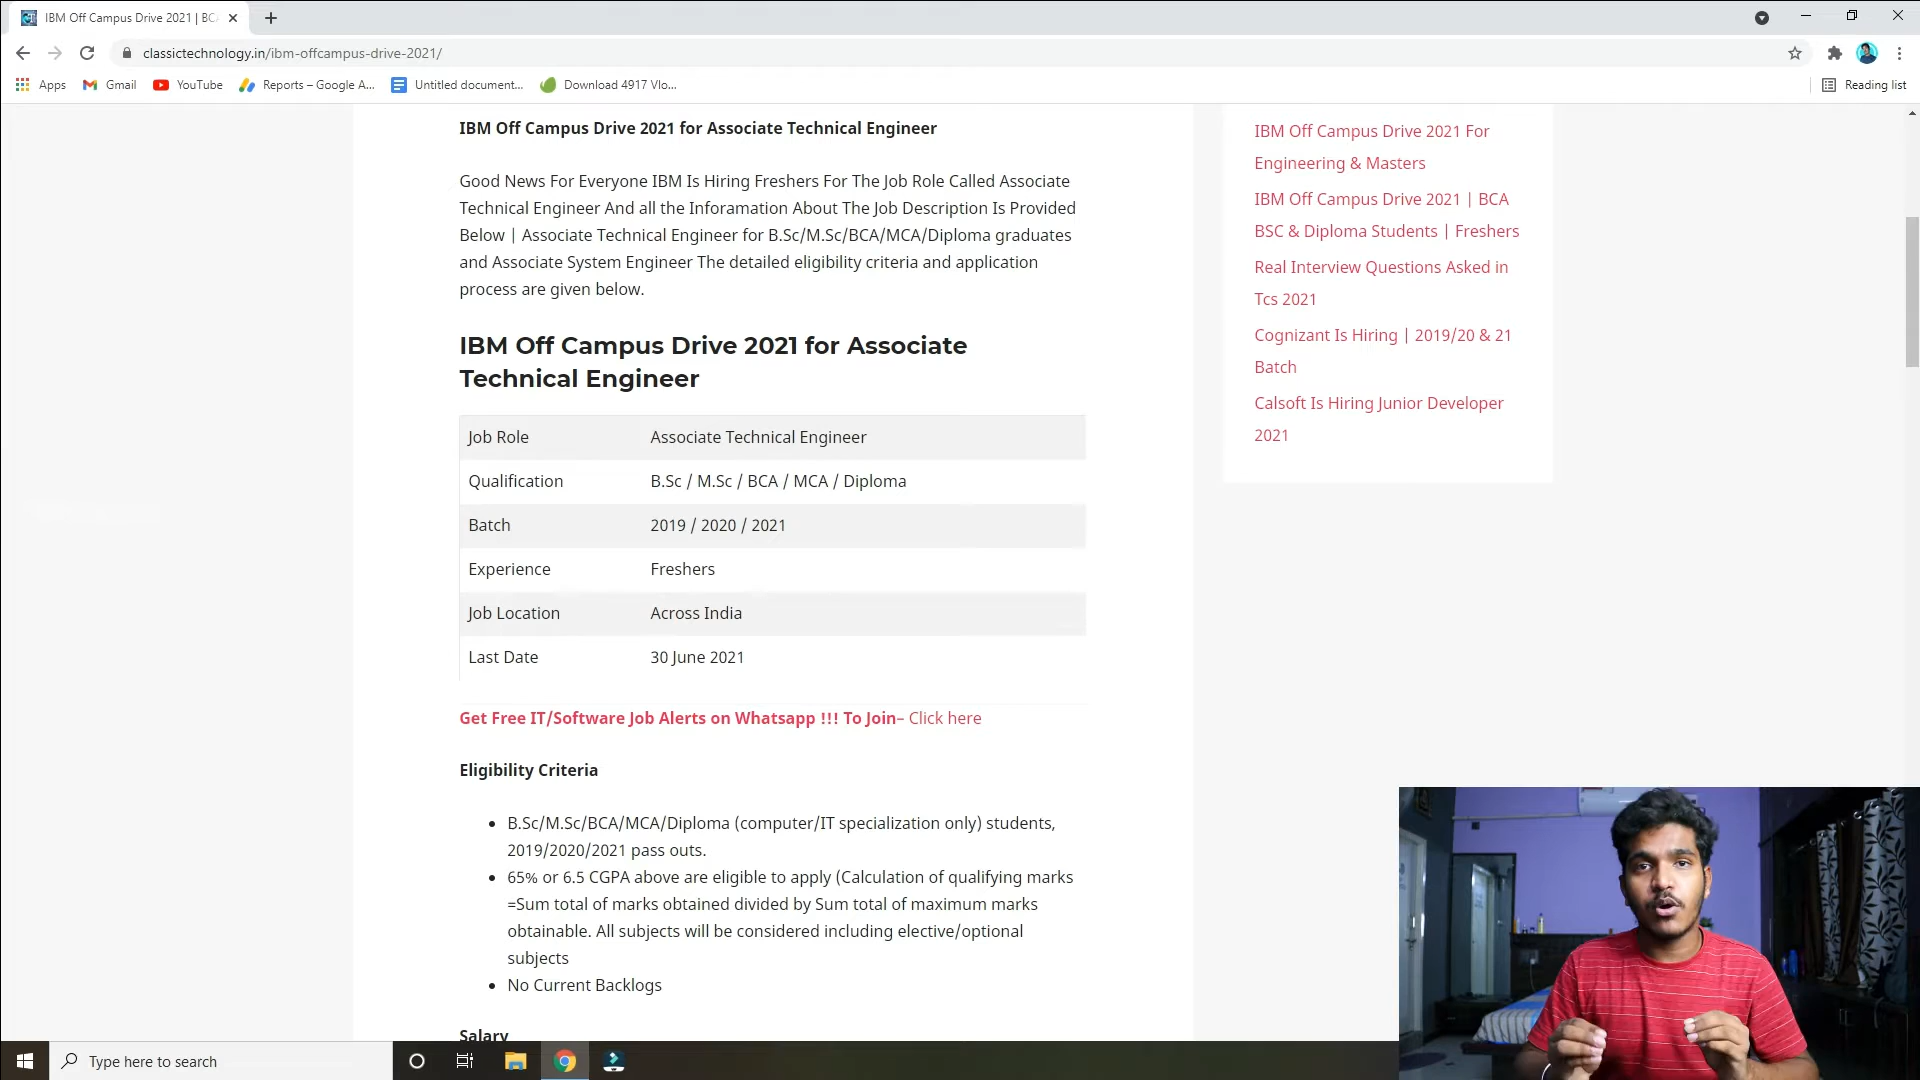 IBM Off Campus Drive 2021 | BCA
classictechnology.in/ibm-offcampus-drive-2021/
Apps
Gmail
YouTube
Reports – Google A...
Untitled document...
Download 4917 Vlo...
Reading list
IBM Off Campus Drive 2021 for Associate Technical Engineer
Good News For Everyone IBM Is Hiring Freshers For The Job Role Called Associate
Technical Engineer And all the Inforamation About The Job Description Is Provided
Below | Associate Technical Engineer for B.Sc/M.Sc/BCA/MCA/Diploma graduates
and Associate System Engineer The detailed eligibility criteria and application
process are given below.
IBM Off Campus Drive 2021 for Associate
Technical Engineer
Job Role Associate Technical Engineer
Qualification B.Sc / M.Sc / BCA / MCA / Diploma
Batch 2019 / 2020 / 2021
Experience Freshers
Job Location Across India
Last Date 30 June 2021
Get Free IT/Software Job Alerts on Whatsapp !!! To Join– Click here
Eligibility Criteria
B.Sc/M.Sc/BCA/MCA/Diploma (computer/IT specialization only) students,
2019/2020/2021 pass outs.
65% or 6.5 CGPA above are eligible to apply (Calculation of qualifying marks
=Sum total of marks obtained divided by Sum total of maximum marks
obtainable. All subjects will be considered including elective/optional
subjects
No Current Backlogs
Salary
IBM Off Campus Drive 2021 For
Engineering & Masters
IBM Off Campus Drive 2021 | BCA
BSC & Diploma Students | Freshers
Real Interview Questions Asked in
Tcs 2021
Cognizant Is Hiring | 2019/20 & 21
Batch
Calsoft Is Hiring Junior Developer
2021
Type here to search